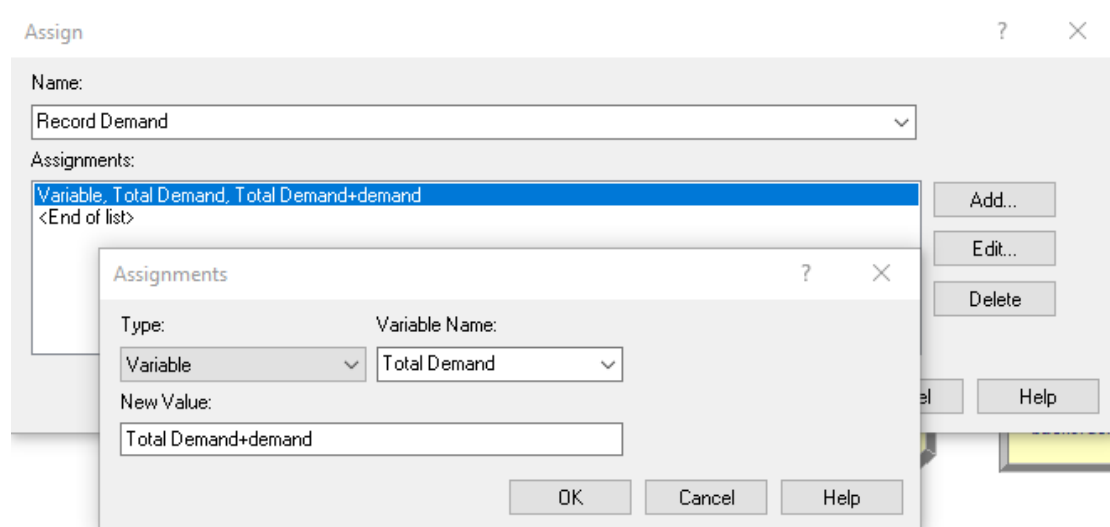 Assign ?
Name:
Record Demand
Assignments:
Variable, Total Demand, Total Demand+demand
<End of list>
Add...
Edit...
Delete
Help
Assignments ?
Type: Variable Name:
Variable Total Demand
New Value:
Total Demand+demand
OK Cancel Help